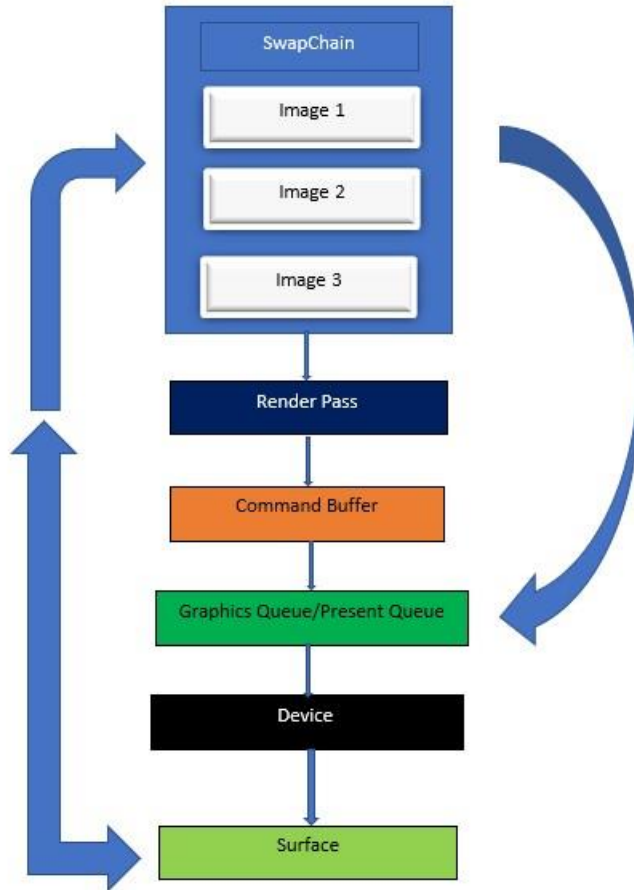 SwapChain
Image 1
Image 2
Image 3
Render Pass
Command Buffer
Graphics Queue/Present Queue
Device
Surface